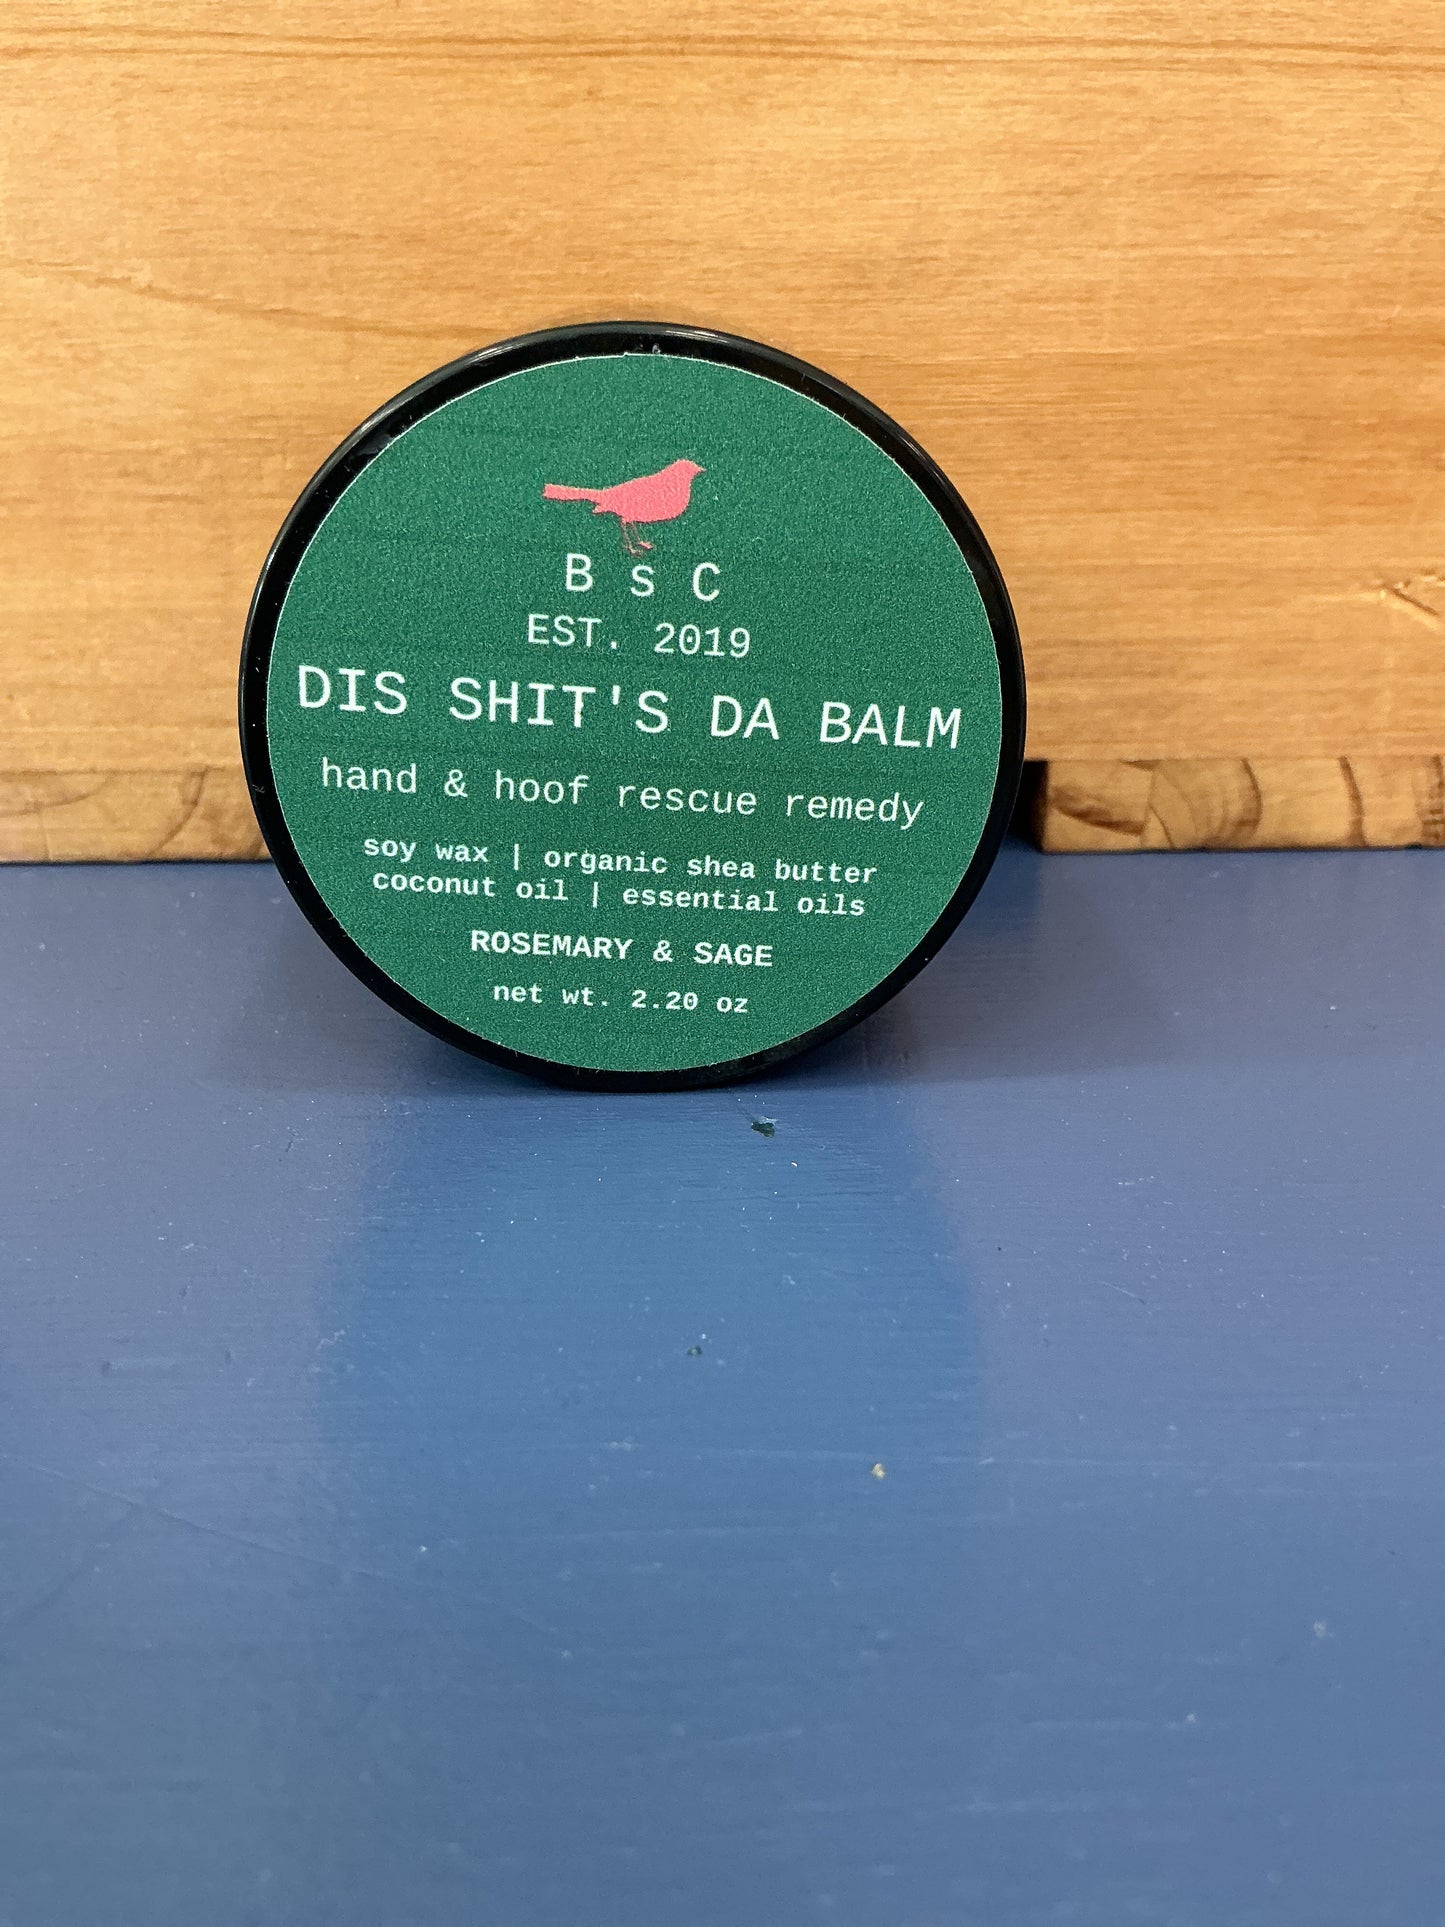 B s C
EST. 2019
DIS SHIT'S DA BALM
hand & hoof rescue remedy
soy wax | organic shea butter
coconut oil | essential oils
ROSEMARY & SAGE
net wt. 2.20 oz